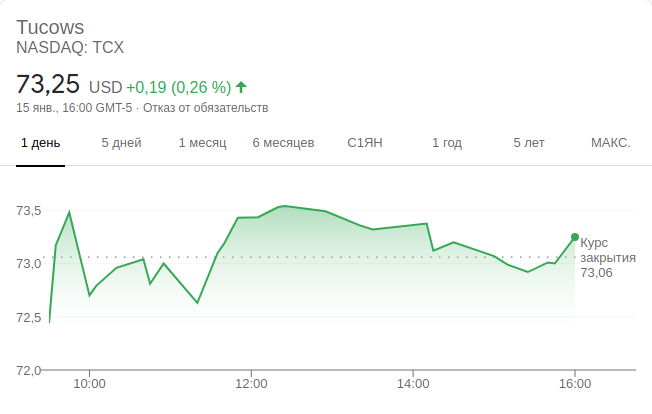 Tucows
NASDAQ: TCX
73,25 USD +0,19 (0,26 %)
15 янв., 16:00 GMT-5 · Отказ от обязательств
1 день 5 дней 1 месяц 6 месяцев С1ЯН 1 год 5 лет МАКС.
73,5
73,0
72,5
72,0
Курс
закрытия
73,06
10:00 12:00 14:00 16:00